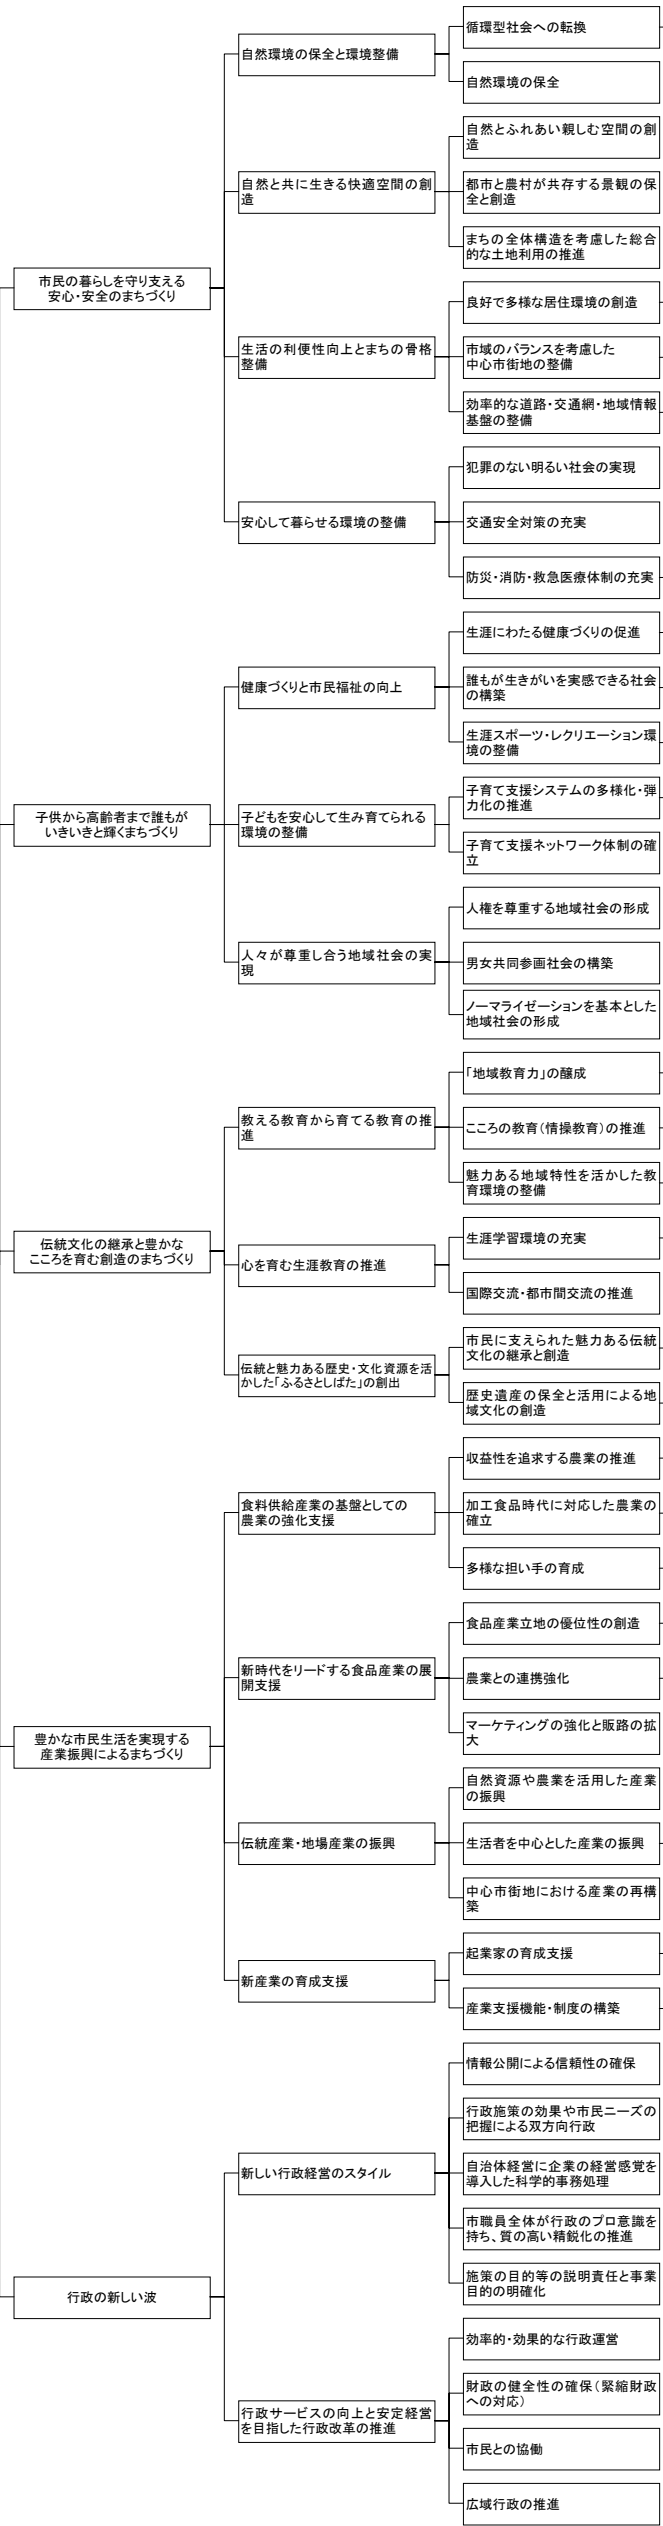 循環型社会への転換
自然環境の保全と環境整備
自然環境の保全
自然とふれあい親しむ空間の創
造
自然と共に生きる快適空間の創
造
都市と農村が共存する景観の保
全と創造
まちの全体構造を考慮した総合
的な土地利用の推進
市民の暮らしを守り支える
安心・安全のまちづくり
良好で多様な居住環境の創造
生活の利便性向上とまちの骨格
整備
市域のバランスを考慮した
中心市街地の整備
効率的な道路・交通網・地域情報
基盤の整備
犯罪のない明るい社会の実現
安心して暮らせる環境の整備
交通安全対策の充実
防災・消防・救急医療体制の充実
生涯にわたる健康づくりの促進
健康づくりと市民福祉の向上
誰もが生きがいを実感できる社会
の構築
生涯スポーツ・レクリエーション環
境の整備
子供から高齢者まで誰もが
いきいきと輝くまちづくり
子どもを安心して生み育てられる
環境の整備
子育て支援システムの多様化・弾
力化の推進
子育て支援ネットワーク体制の確
立
人権を尊重する地域社会の形成
人々が尊重し合う地域社会の実
現
男女共同参画社会の構築
ノーマライゼーションを基本とした
地域社会の形成
「地域教育力」の醸成
教える教育から育てる教育の推
進
こころの教育(情操教育)の推進
魅力ある地域特性を活かした教
育環境の整備
伝統文化の継承と豊かな
こころを育む創造のまちづくり
生涯学習環境の充実
心を育む生涯教育の推進
国際交流・都市間交流の推進
市民に支えられた魅力ある伝統
文化の継承と創造
伝統と魅力ある歴史・文化資源を活
かした「ふるさとしばた」の創出
歴史遺産の保全と活用による地
域文化の創造
収益性を追求する農業の推進
食料供給産業の基盤としての
農業の強化支援
加工食品時代に対応した農業の
確立
多様な担い手の育成
食品産業立地の優位性の創造
新時代をリードする食品産業の展
開支援
農業との連携強化
マーケティングの強化と販路の拡
大
豊かな市民生活を実現する
産業振興によるまちづくり
自然資源や農業を活用した産業
の振興
伝統産業・地場産業の振興
生活者を中心とした産業の振興
中心市街地における産業の再構
築
起業家の育成支援
新産業の育成支援
産業支援機能・制度の構築
情報公開による信頼性の確保
行政施策の効果や市民ニーズの
把握による双方向行政
新しい行政経営のスタイル
自治体経営に企業の経営感覚を
導入した科学的事務処理
市職員全体が行政のプロ意識を
持ち、質の高い精鋭化の推進
施策の目的等の説明責任と事業
目的の明確化
行政の新しい波
効率的・効果的な行政運営
財政の健全性の確保(緊縮財政
への対応)
行政サービスの向上と安定経営
を目指した行政改革の推進
市民との協働
広域行政の推進